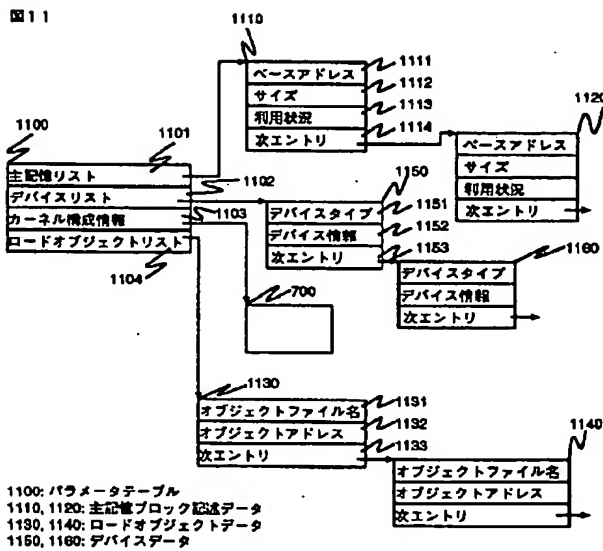 図11
1110
ベースアドレス
サイズ
利用状況
次エントリ
1111
1112
1113
1114
1120
ベースアドレス
サイズ
利用状況
次エントリ
1100
1101
主記憶リスト
デバイスリスト
カーネル構成情報
ロードオブジェクトリスト
1102
1103
1104
1150
デバイスタイプ
デバイス情報
次エントリ
1151
1152
1153
1160
デバイスタイプ
デバイス情報
次エントリ
700
1130
オブジェクトファイル名
オブジェクトアドレス
次エントリ
1131
1132
1133
1140
オブジェクトファイル名
オブジェクトアドレス
次エントリ
1100: パラメータテーブル
1110, 1120: 主記憶ブロック記述データ
1130, 1140: ロードオブジェクトデータ
1150, 1160: デバイスデータ